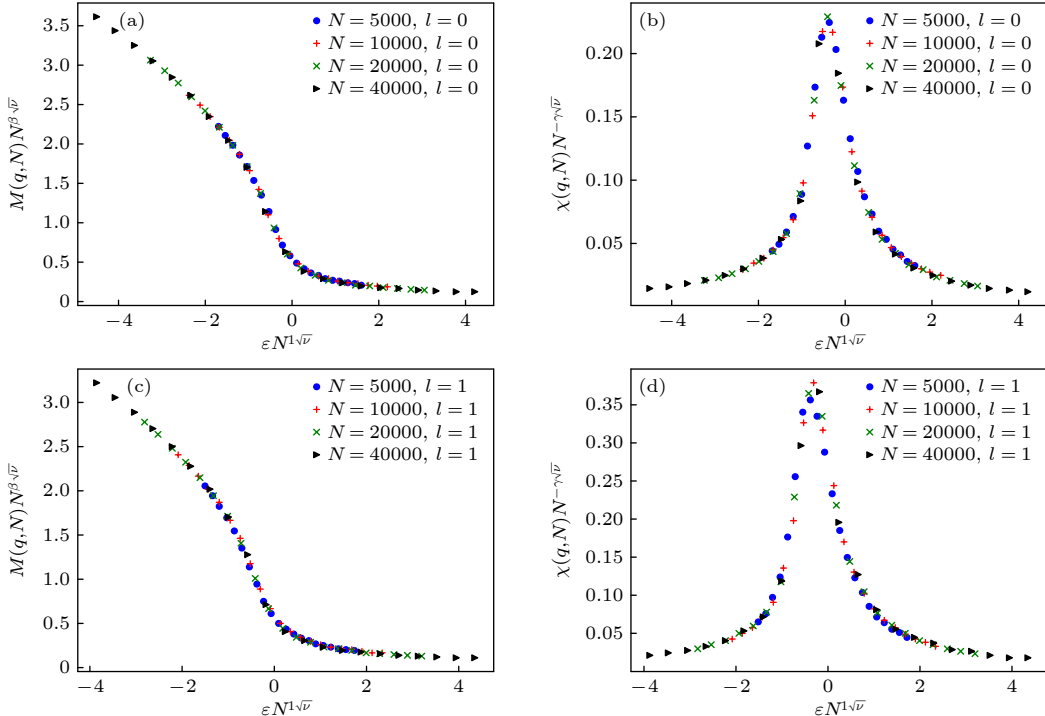 (a)
N = 5000, l = 0
N = 10000, l = 0
N = 20000, l = 0
N = 40000, l = 0
M(q,N)N^{β√ν̄}
3.5
3.0
2.5
2.0
1.5
1.0
0.5
0
−4
−2
0
2
4
εN^{1√ν̄}
(b)
N = 5000, l = 0
N = 10000, l = 0
N = 20000, l = 0
N = 40000, l = 0
χ(q,N)N^{−γ√ν̄}
0.20
0.15
0.10
0.05
−4
−2
0
2
4
εN^{1√ν̄}
(c)
N = 5000, l = 1
N = 10000, l = 1
N = 20000, l = 1
N = 40000, l = 1
M(q,N)N^{β√ν̄}
3.0
2.5
2.0
1.5
1.0
0.5
0
−4
−2
0
2
4
εN^{1√ν̄}
(d)
N = 5000, l = 1
N = 10000, l = 1
N = 20000, l = 1
N = 40000, l = 1
χ(q,N)N^{−γ√ν̄}
0.35
0.30
0.25
0.20
0.15
0.10
0.05
−4
−2
0
2
4
εN^{1√ν̄}